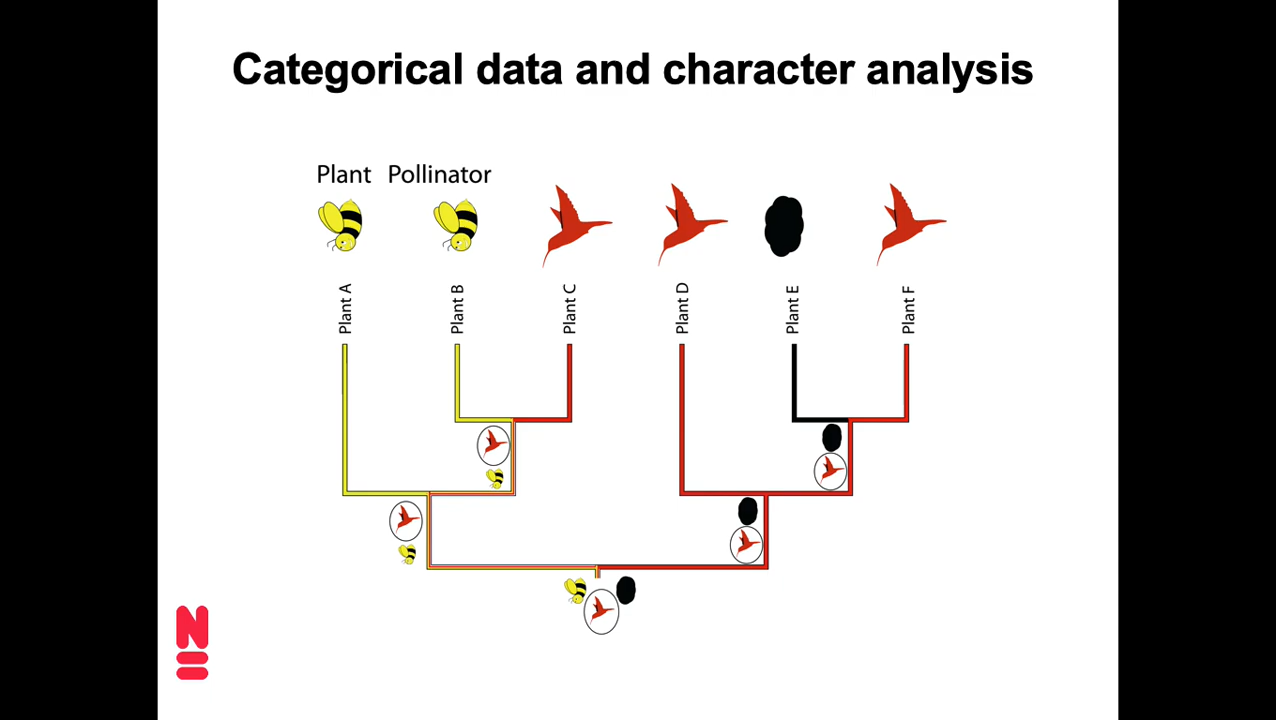 Categorical data and character analysis
Plant Pollinator
Plant A
Plant B
Plant C
Plant D
Plant E
Plant F